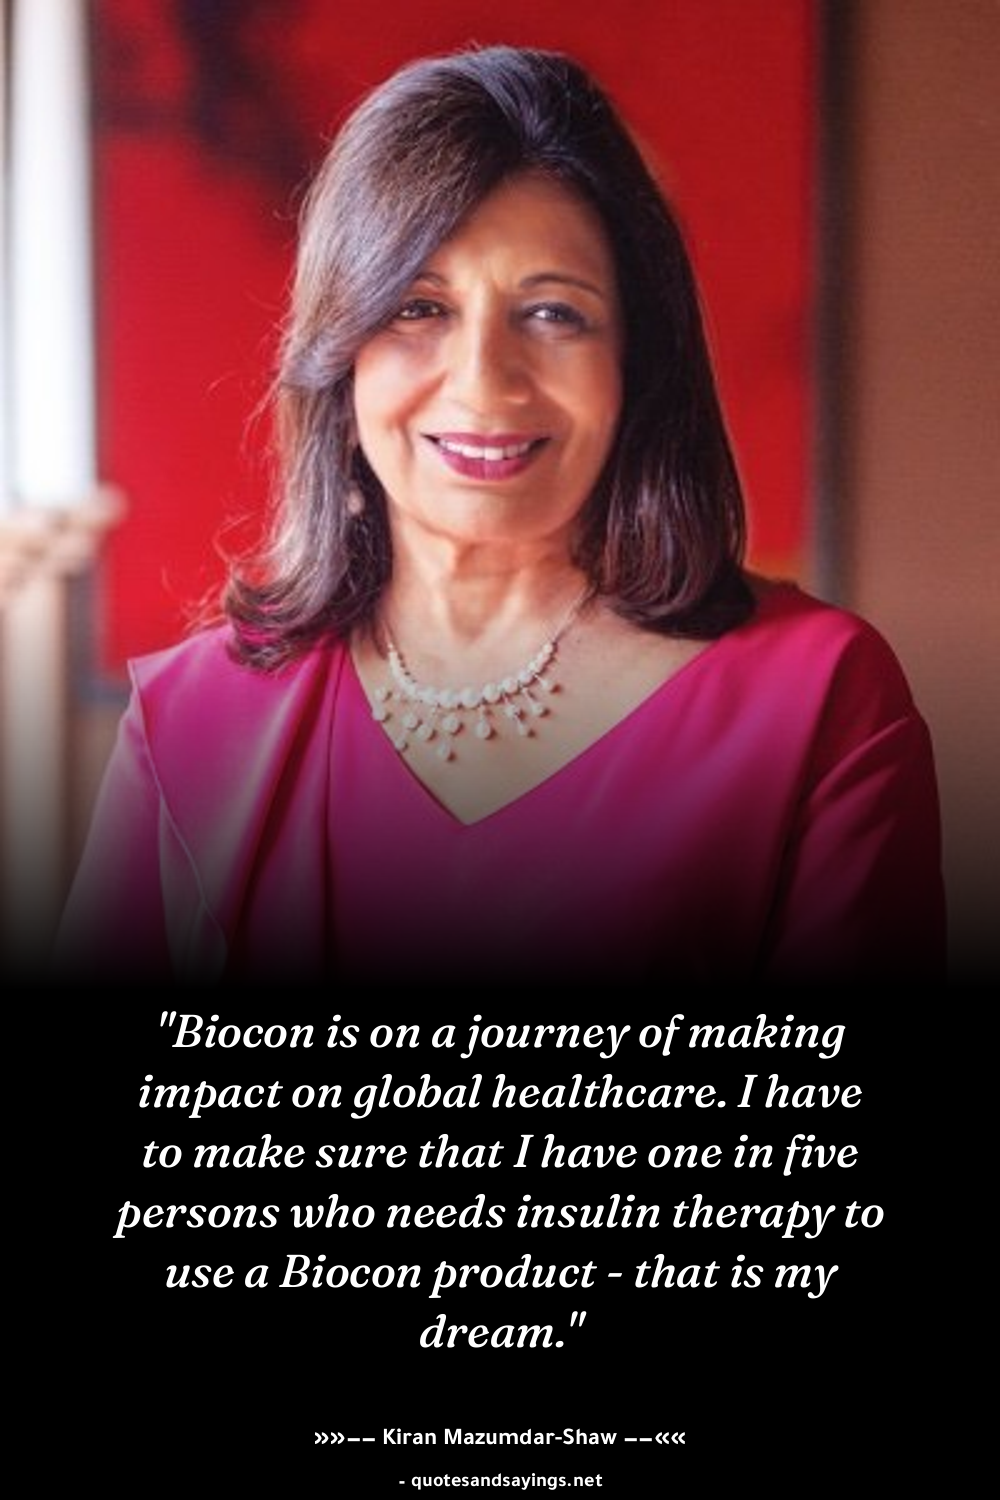 "Biocon is on a journey of making
impact on global healthcare. I have
to make sure that I have one in five
persons who needs insulin therapy to
use a Biocon product - that is my
dream."
»»–– Kiran Mazumdar-Shaw ––««
- quotesandsayings.net